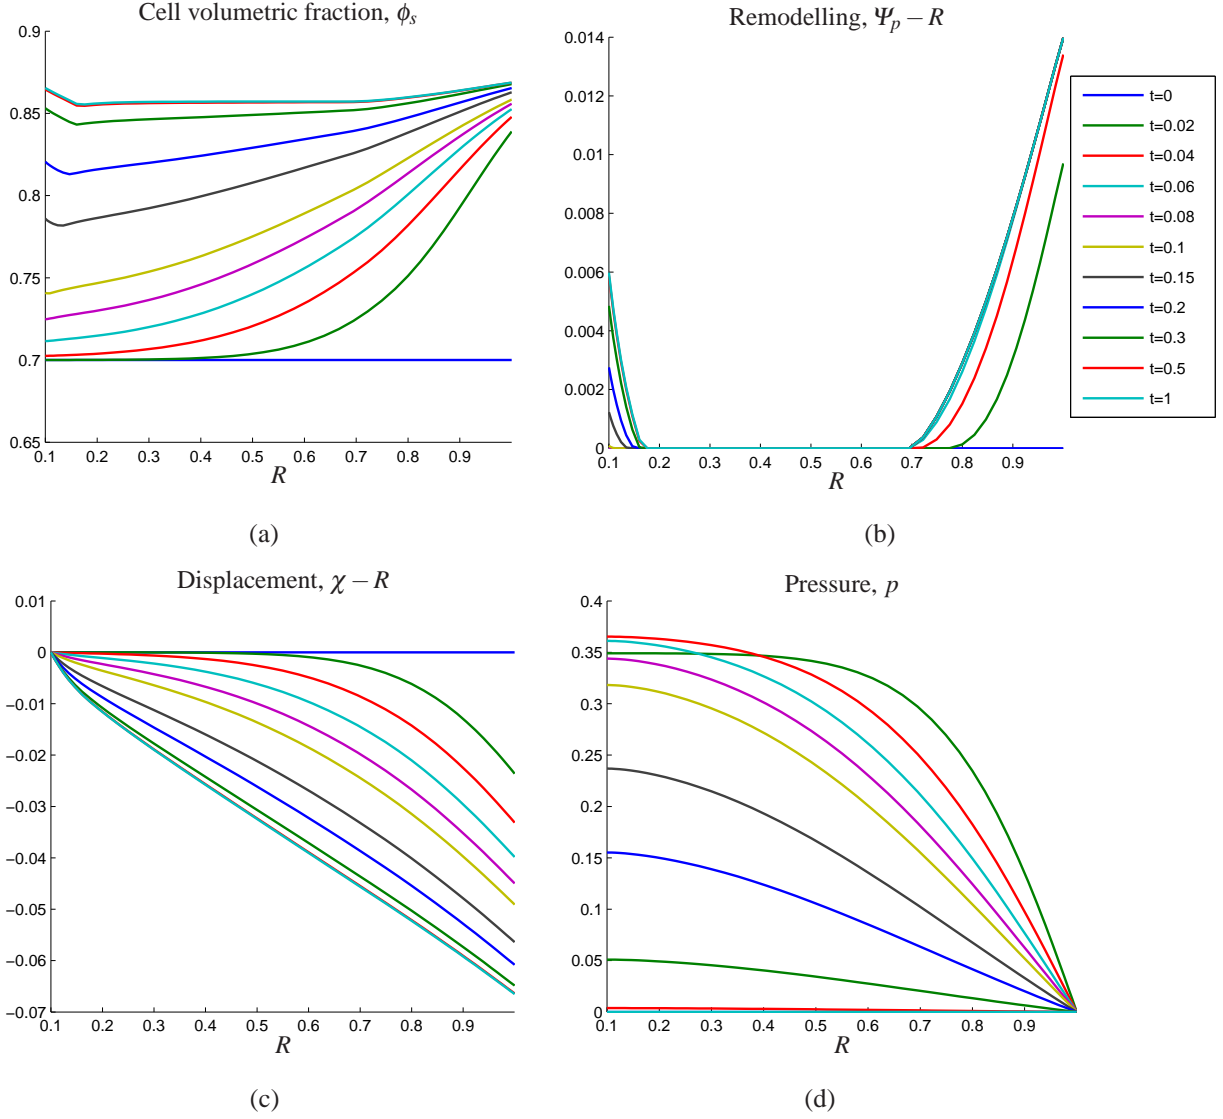 Cell volumetric fraction, ϕₛ
0.9
0.85
0.8
0.75
0.7
0.65
0.1 0.2 0.3 0.4 0.5 0.6 0.7 0.8 0.9
R
(a)
Remodelling, Ψₚ − R
0.014
0.012
0.01
0.008
0.006
0.004
0.002
0
0.1 0.2 0.3 0.4 0.5 0.6 0.7 0.8 0.9
R
(b)
t=0
t=0.02
t=0.04
t=0.06
t=0.08
t=0.1
t=0.15
t=0.2
t=0.3
t=0.5
t=1
Displacement, χ − R
0.01
0
−0.01
−0.02
−0.03
−0.04
−0.05
−0.06
−0.07
0.1 0.2 0.3 0.4 0.5 0.6 0.7 0.8 0.9
R
(c)
Pressure, p
0.4
0.35
0.3
0.25
0.2
0.15
0.1
0.05
0
0.1 0.2 0.3 0.4 0.5 0.6 0.7 0.8 0.9
R
(d)